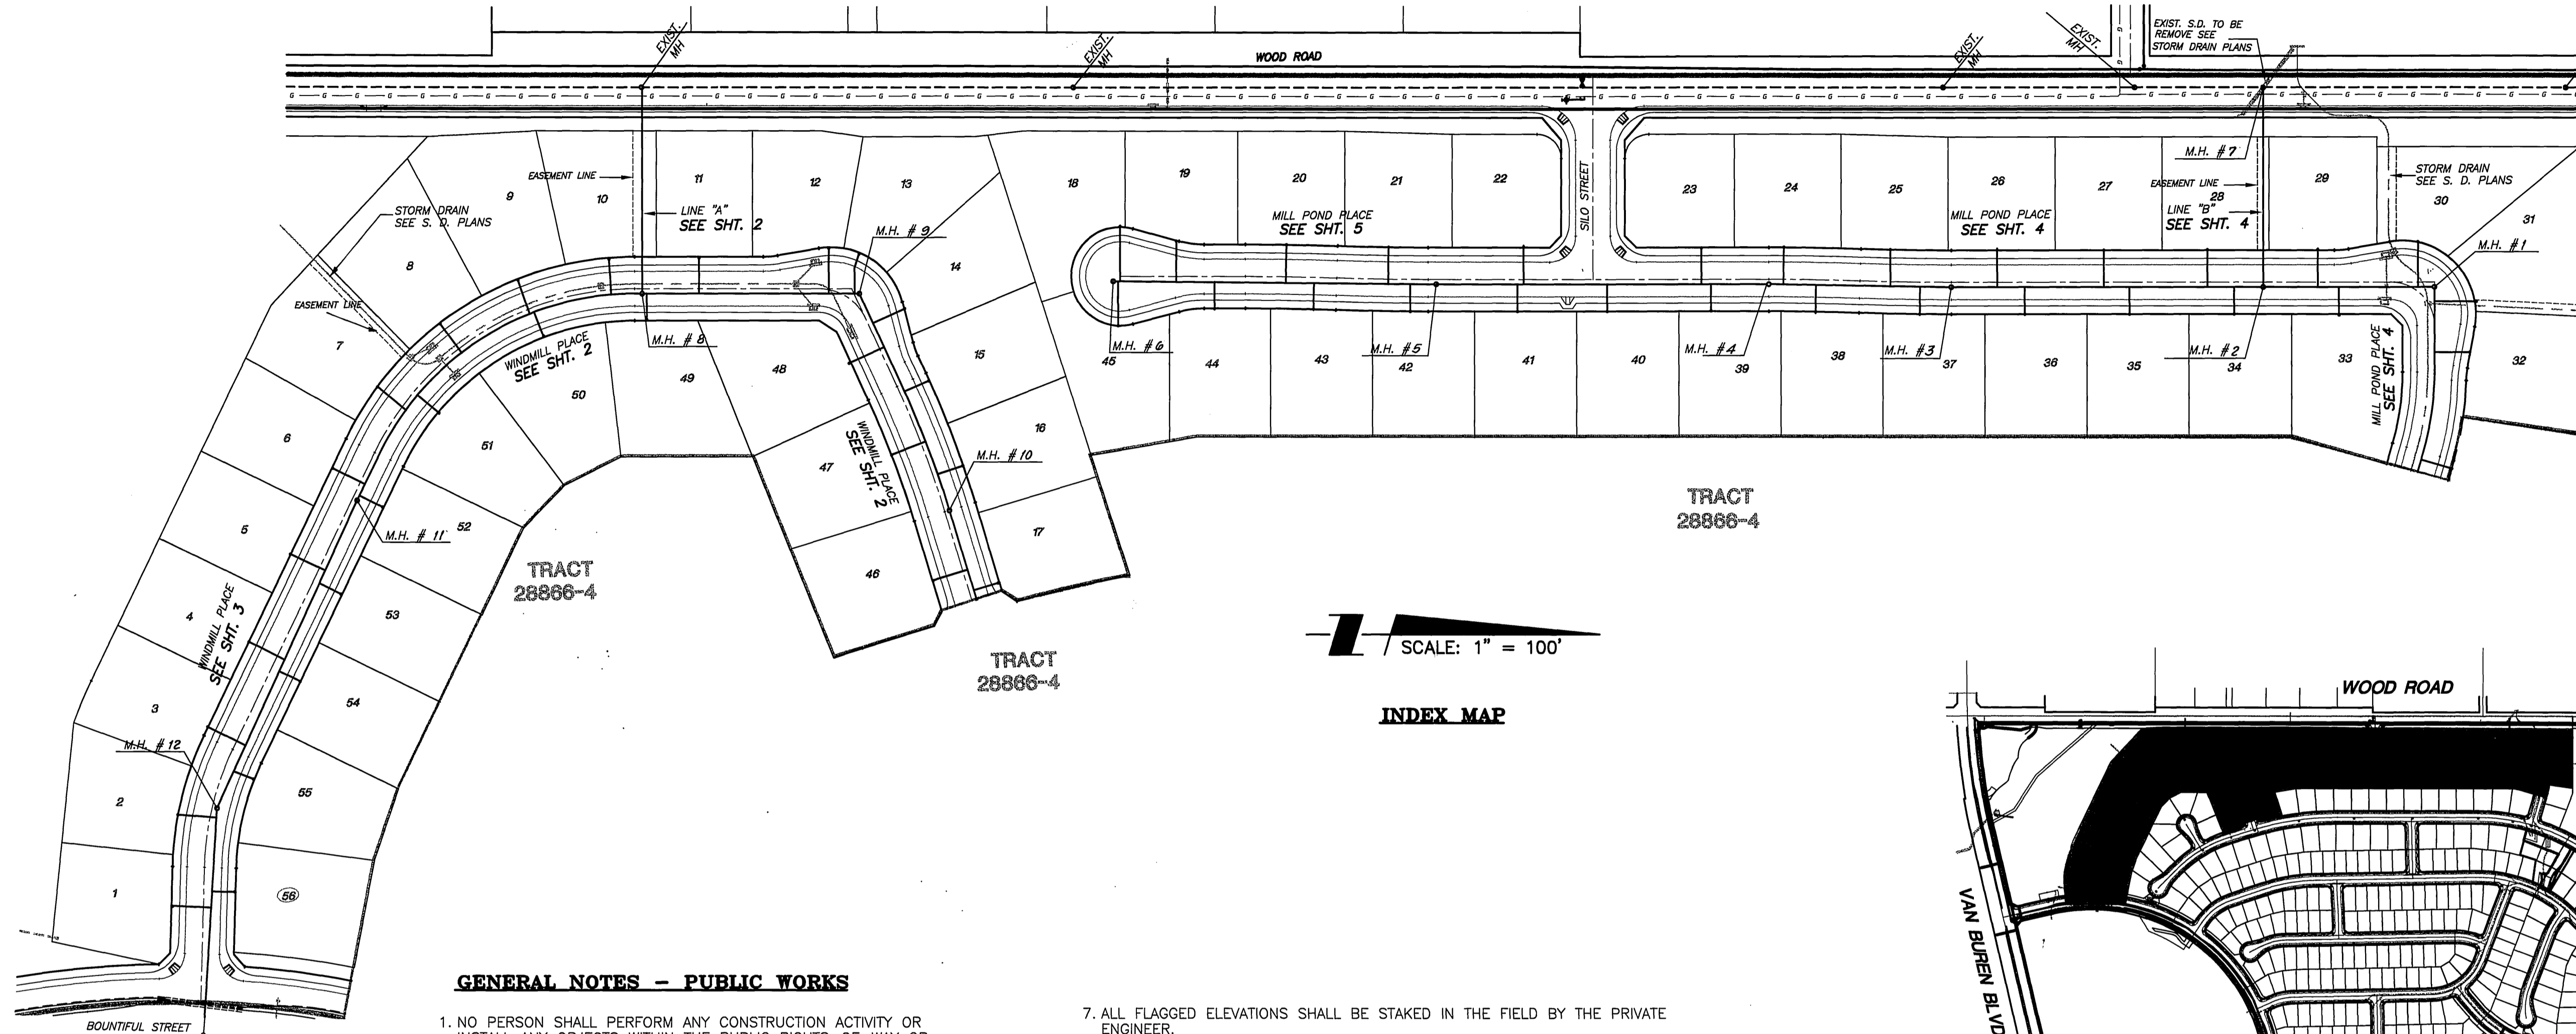 EXIST.
MH
EXIST.
MH
WOOD ROAD
EXIST.
MH
EXIST.
MH
EXIST. S.D. TO BE
REMOVE SEE
STORM DRAIN PLANS
G G G G G G G G G G G G
STORM DRAIN
SEE S. D. PLANS
EASEMENT LINE
EASEMENT LINE
LINE "A"
SEE SHT. 2
M.H. # 9
M.H. # 8
WINDMILL PLACE
SEE SHT. 2
WINDMILL PLACE
SEE SHT. 2
M.H. # 10
M.H. # 11
WINDMILL PLACE
SEE SHT. 3
M.H. # 12
1
2
3
4
5
6
7
8
9
10
11
12
13
14
15
16
17
18
19
20
21
22
23
24
25
26
27
28
29
30
31
32
33
34
35
36
37
38
39
40
41
42
43
44
45
46
47
48
49
50
51
52
53
54
55
56
MILL POND PLACE
SEE SHT. 5
SILO STREET
MILL POND PLACE
SEE SHT. 4
M.H. # 7
EASEMENT LINE
LINE "B"
SEE SHT. 4
STORM DRAIN
SEE S. D. PLANS
M.H. # 1
M.H. # 6
M.H. # 5
M.H. # 4
M.H. # 3
M.H. # 2
MILL POND PLACE
SEE SHT. 4
TRACT
28866-4
TRACT
28866-4
TRACT
28866-4
SCALE: 1" = 100'
INDEX MAP
WOOD ROAD
VAN BUREN BLVD
BOUNTIFUL STREET
GENERAL NOTES - PUBLIC WORKS
1. NO PERSON SHALL PERFORM ANY CONSTRUCTION ACTIVITY OR
INSTALL ANY OBJECTS WITHIN THE PUBLIC RIGHTS-OF-WAY OR
7. ALL FLAGGED ELEVATIONS SHALL BE STAKED IN THE FIELD BY THE PRIVATE
ENGINEER.